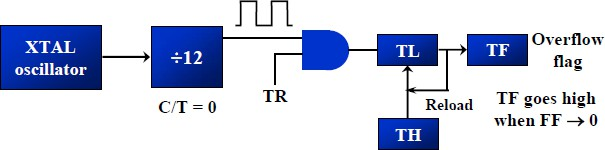 XTAL
oscillator
÷12
C/T = 0
TR
TL
TF
Overflow
flag
Reload
TH
TF goes high
when FF → 0